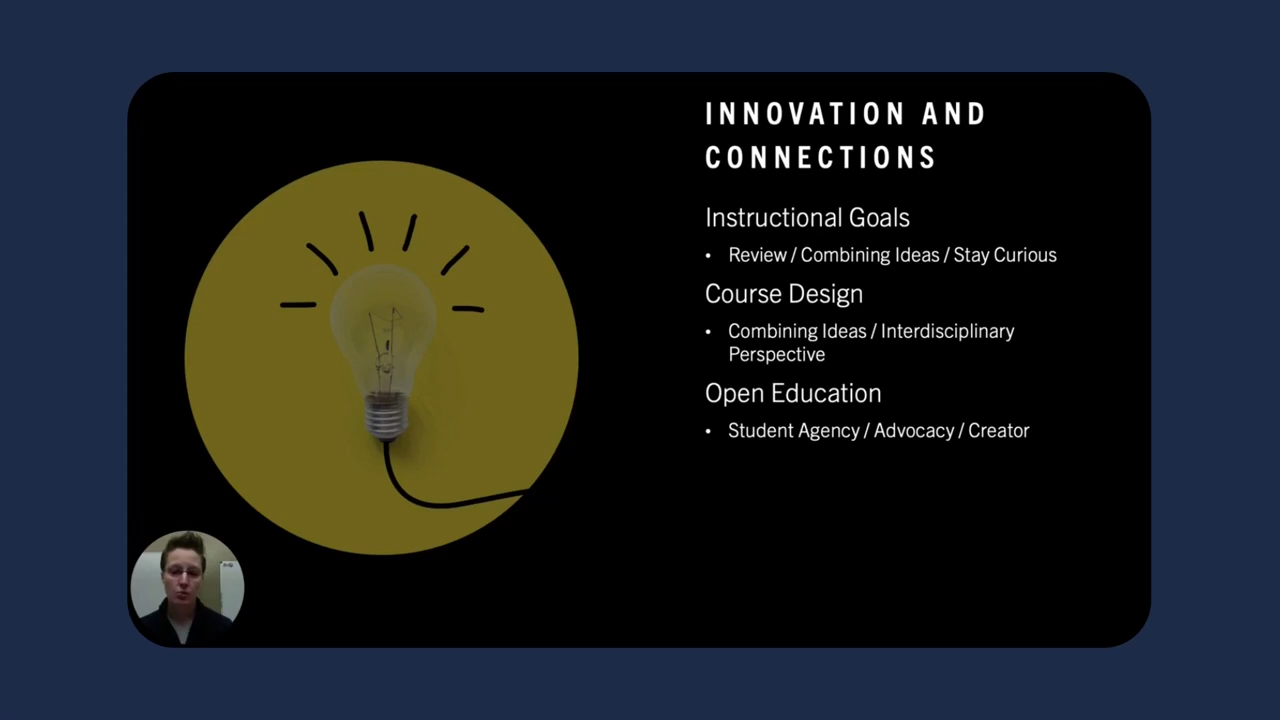 INNOVATION AND
CONNECTIONS
Instructional Goals
• Review / Combining Ideas / Stay Curious
Course Design
• Combining Ideas / Interdisciplinary
Perspective
Open Education
• Student Agency / Advocacy / Creator